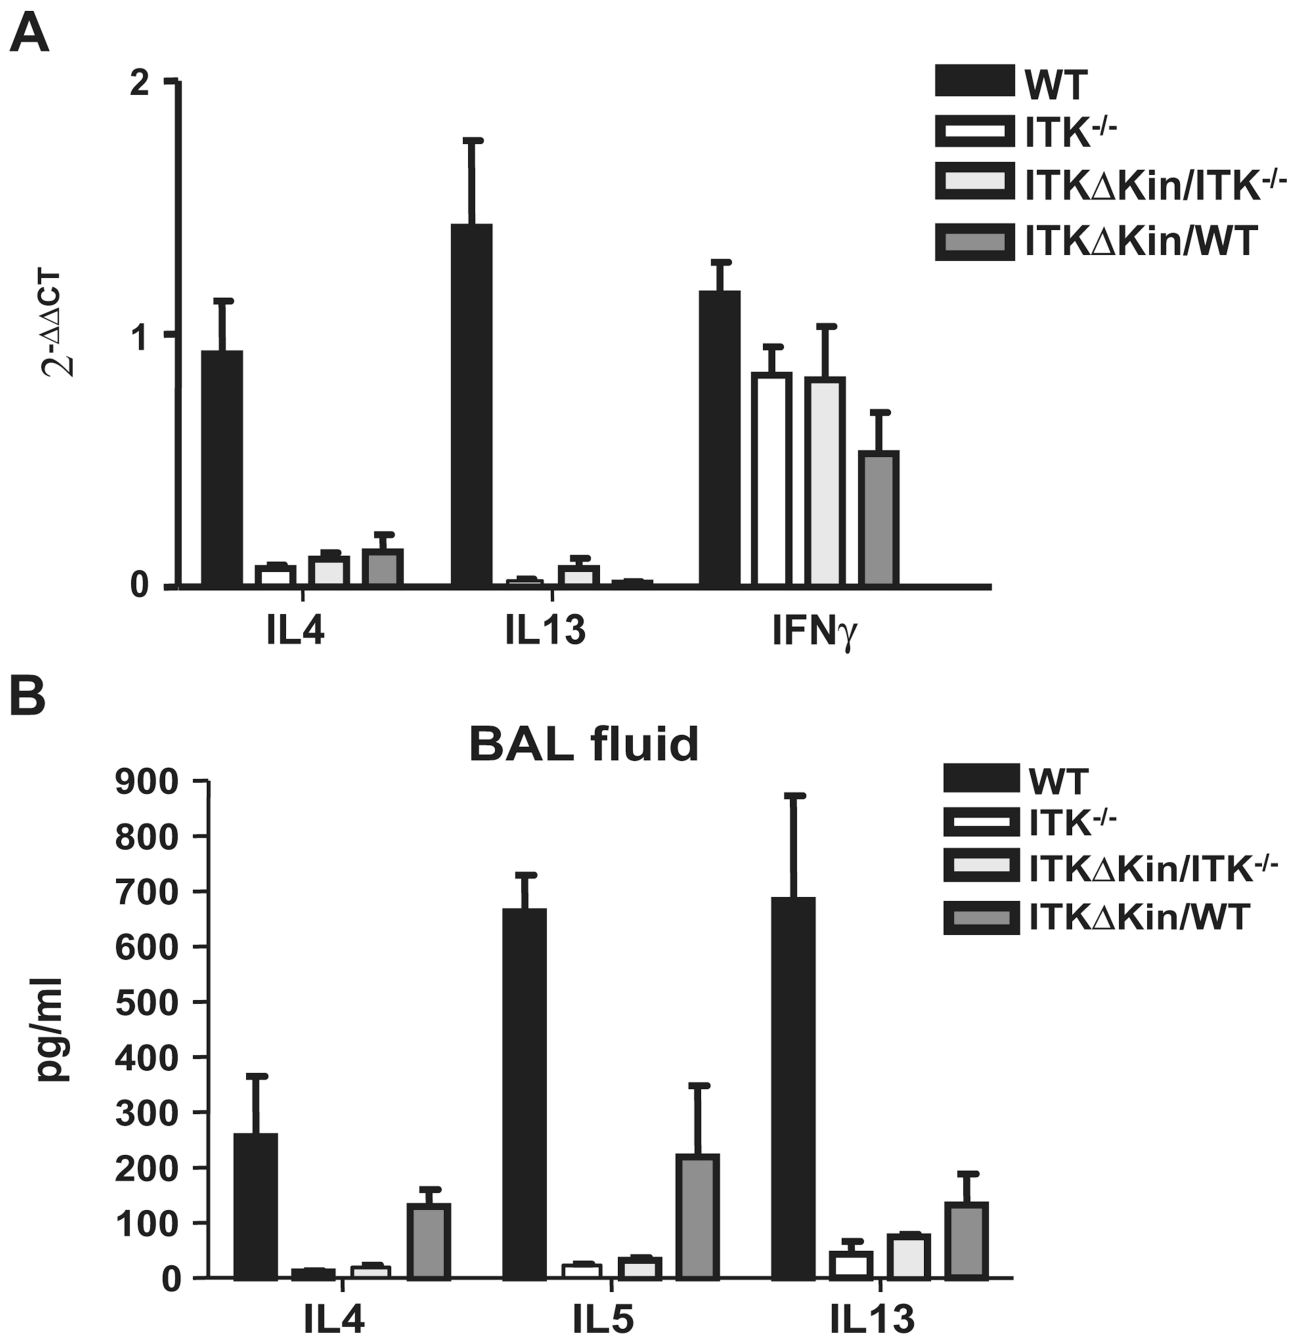 A
2
1
0
2-ΔΔCT
IL4 IL13 IFNγ
WT
ITK-/-
ITKΔKin/ITK-/-
ITKΔKin/WT
B
BAL fluid
900
800
700
600
500
400
300
200
100
0
pg/ml
IL4 IL5 IL13
WT
ITK-/-
ITKΔKin/ITK-/-
ITKΔKin/WT